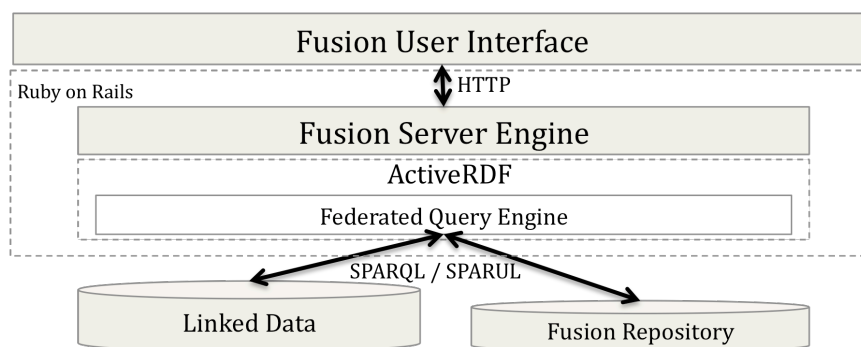 Fusion User Interface
HTTP
Ruby on Rails
Fusion Server Engine
ActiveRDF
Federated Query Engine
SPARQL / SPARUL
Linked Data
Fusion Repository